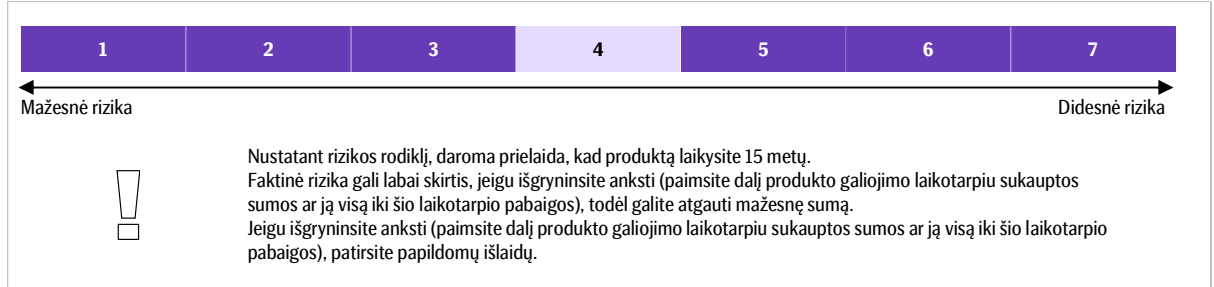 1 2 3 4 5 6 7
Mažesnė rizika Didesnė rizika
Nustatant rizikos rodiklį, daroma prielaida, kad produktą laikysite 15 metų.
Faktinė rizika gali labai skirtis, jeigu išgryninsite anksti (paimsite dalį produkto galiojimo laikotarpiu sukauptos
sumos ar ją visą iki šio laikotarpio pabaigos), todėl galite atgauti mažesnę sumą.
Jeigu išgryninsite anksti (paimsite dalį produkto galiojimo laikotarpiu sukauptos sumos ar ją visą iki šio laikotarpio
pabaigos), patirsite papildomų išlaidų.